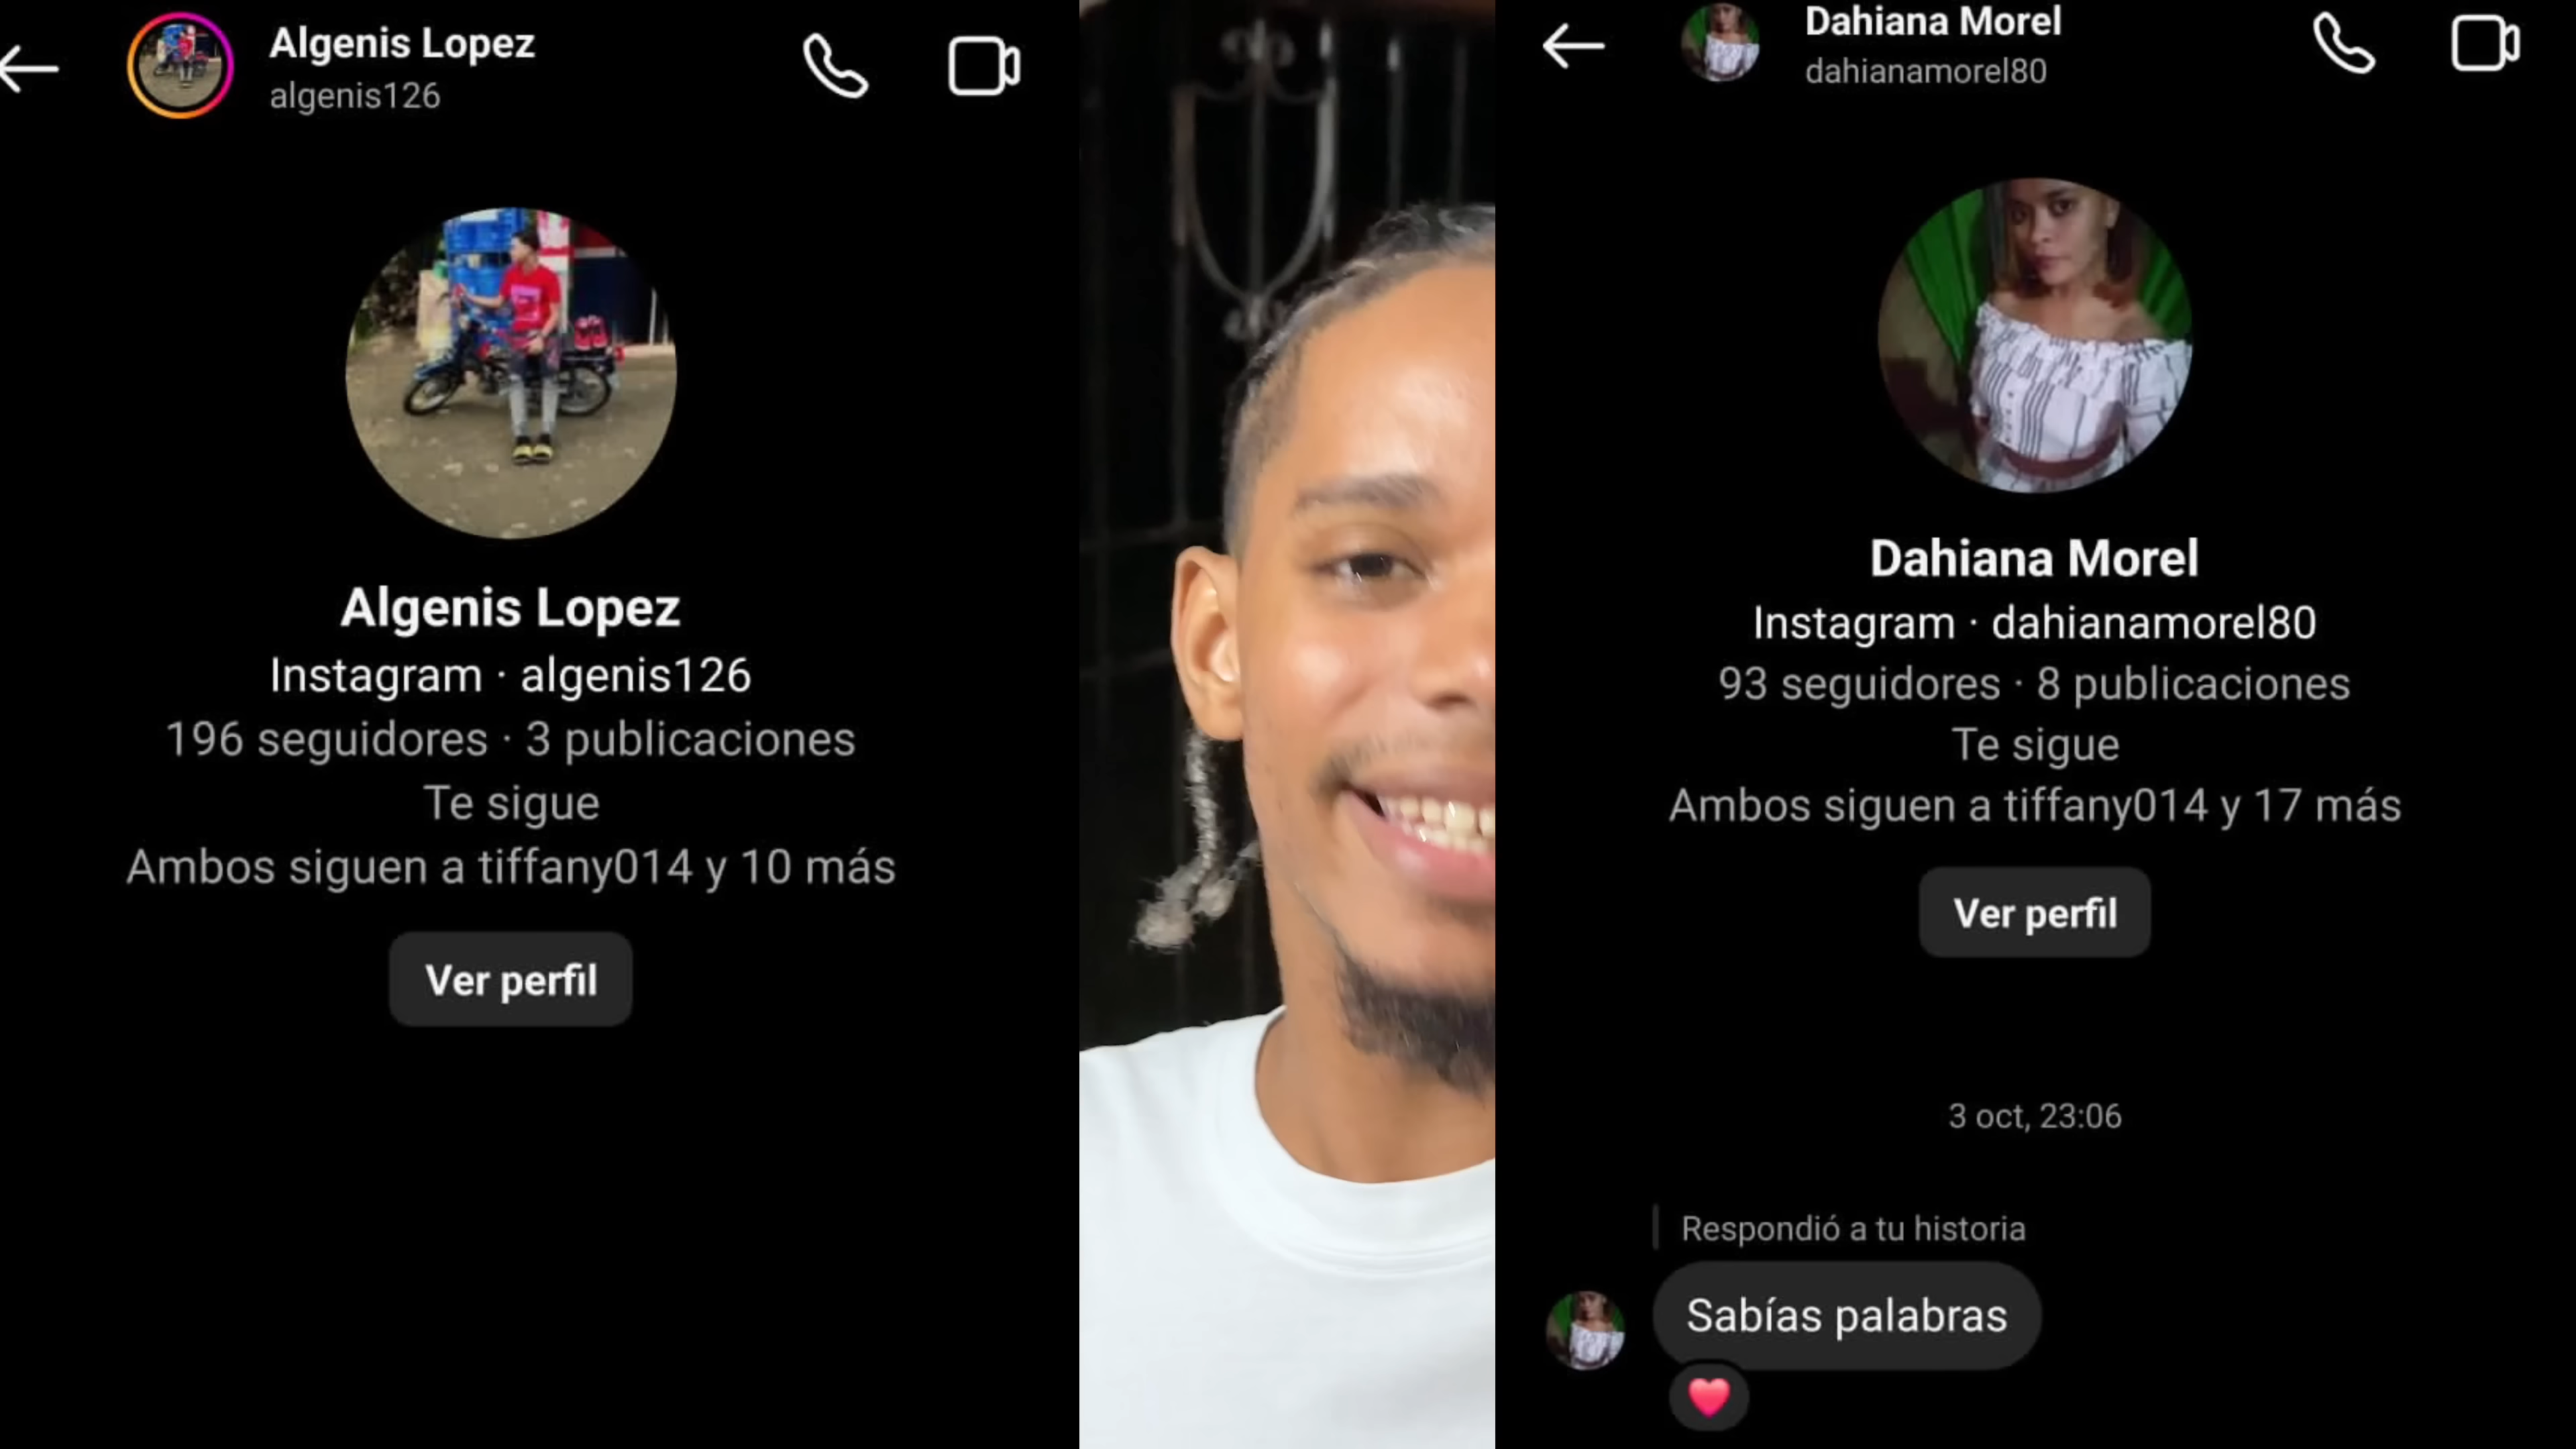 Algenis Lopez
algenis126
Algenis Lopez
Instagram · algenis126
196 seguidores · 3 publicaciones
Te sigue
Ambos siguen a tiffany014 y 10 más
Ver perfil
Dahiana Morel
dahianamorel80
Dahiana Morel
Instagram · dahianamorel80
93 seguidores · 8 publicaciones
Te sigue
Ambos siguen a tiffany014 y 17 más
Ver perfil
3 oct, 23:06
Respondió a tu historia
Sabías palabras